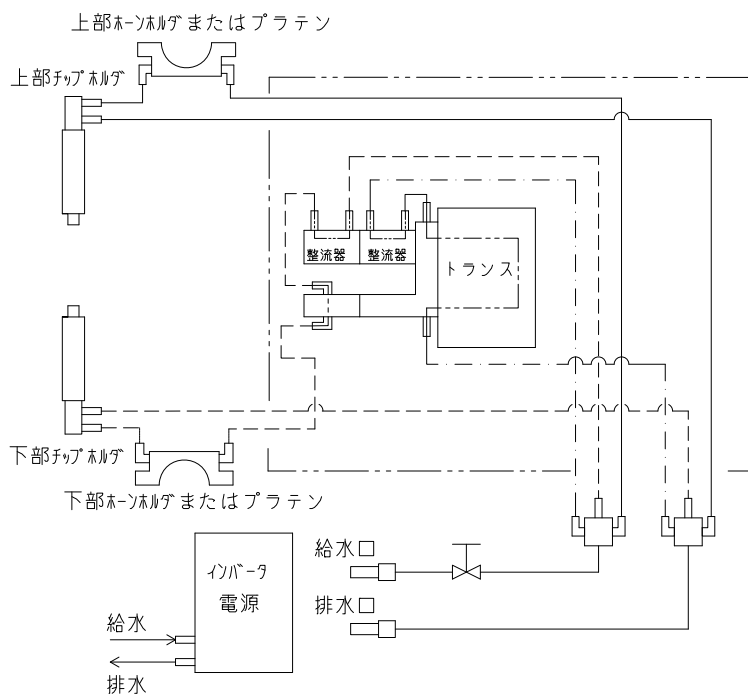 上部ホーンホルダまたはプラテン
上部チップホルダ
整流器
整流器
トランス
下部チップホルダ
下部ホーンホルダまたはプラテン
インバータ
電源
給水
排水
給水口
排水口